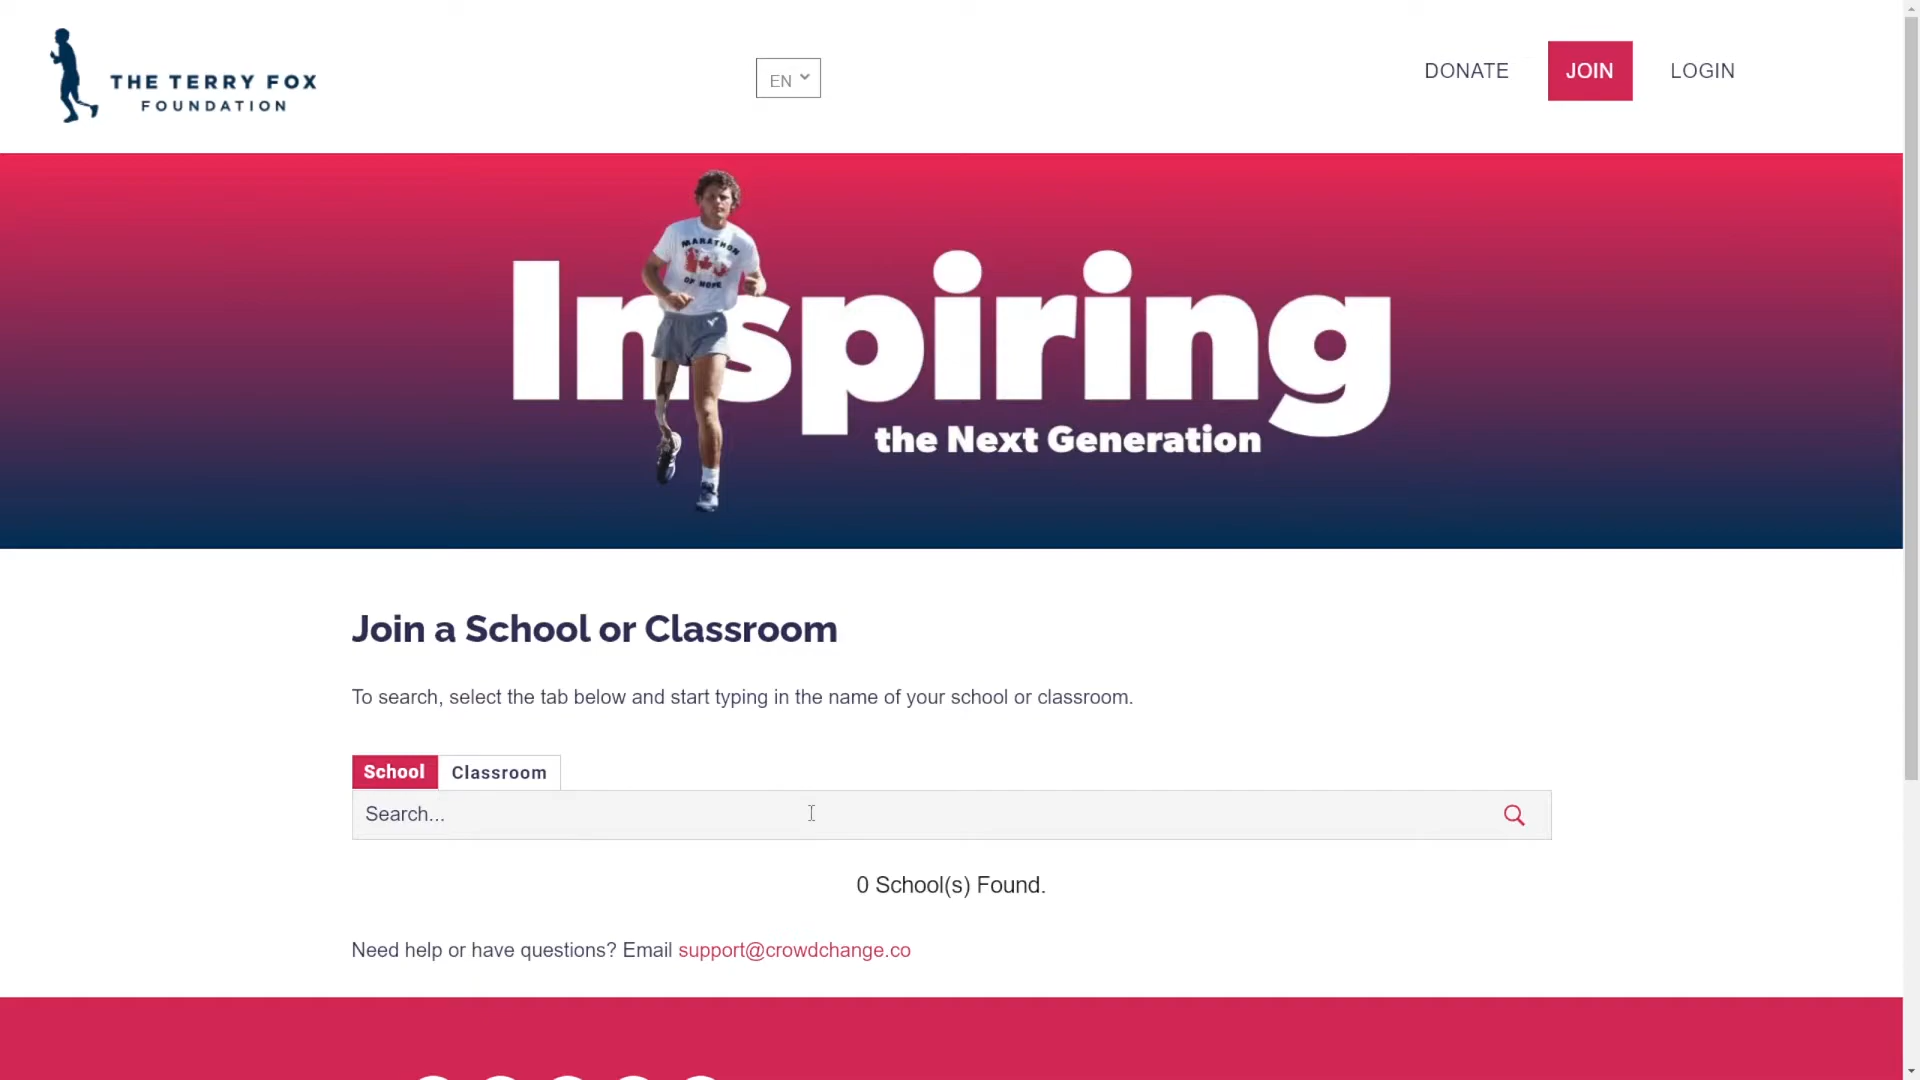 THE TERRY FOX
FOUNDATION
EN
DONATE
JOIN
LOGIN
MARATHON
OF HOPE
Inspiring
the Next Generation
Join a School or Classroom
To search, select the tab below and start typing in the name of your school or classroom.
School
Classroom
Search...
0 School(s) Found.
Need help or have questions? Email support@crowdchange.co